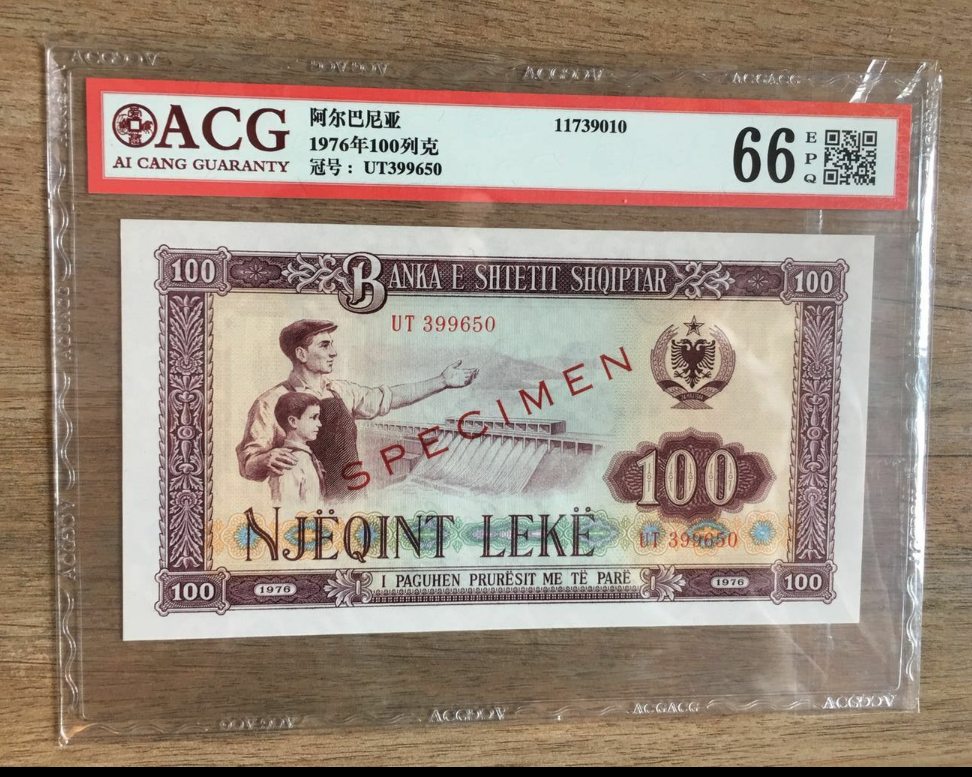 ACG
AI CANG GUARANTY
阿尔巴尼亚
1976年100列克
冠号：UT399650
11739010
66
EPQ
100
BANKA E SHTETIT SHQIPTAR
100
UT 399650
SPECIMEN
100
NJËQINT LEKË
UT 399650
100
1976
I PAGUHEN PRURËSIT ME TË PARË
1976
100